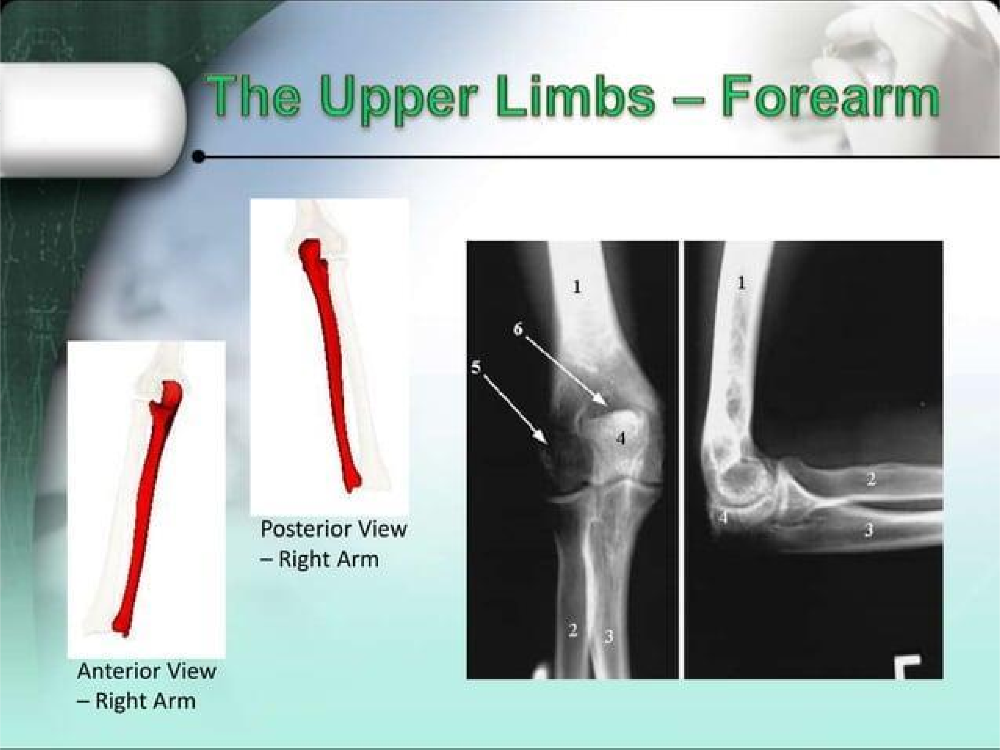 The Upper Limbs – Forearm
Posterior View
– Right Arm
Anterior View
– Right Arm
1
6
5
4
2
3
1
2
4
3
L